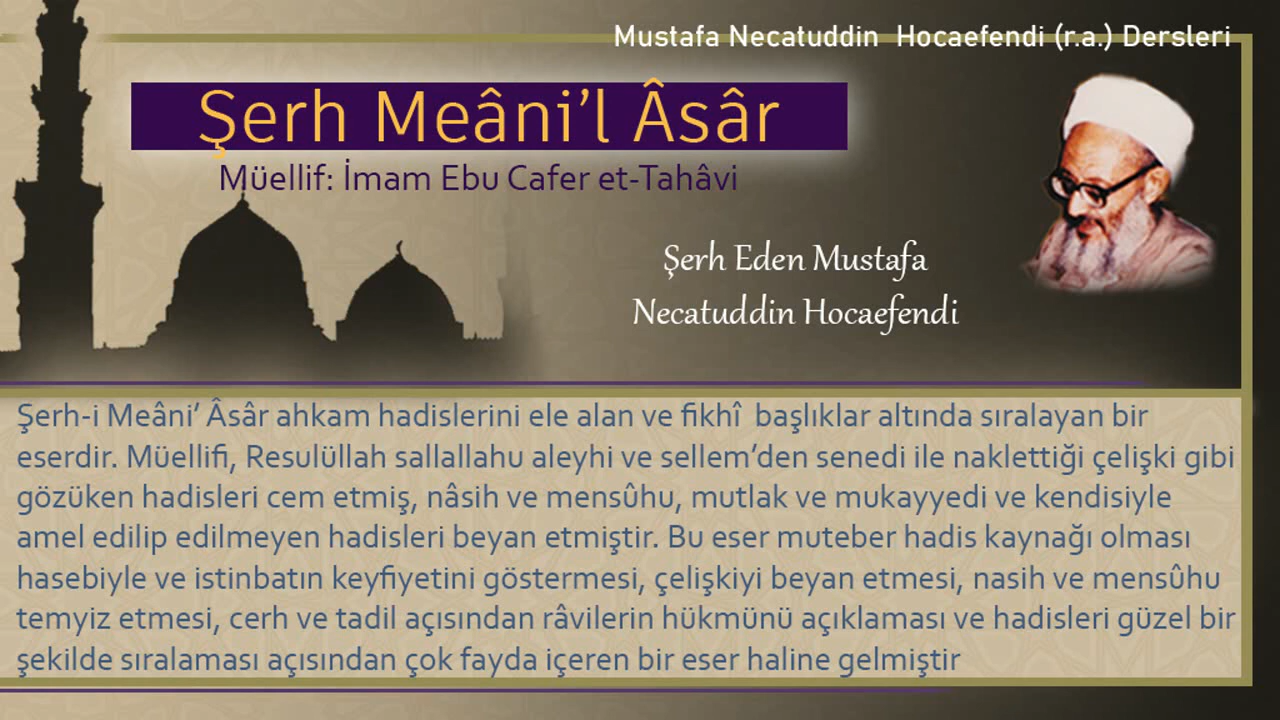 Mustafa Necatuddin Hocaefendi (r.a.) Dersleri
Şerh Meâni’l Âsâr
Müellif: İmam Ebu Cafer et-Tahâvi
Şerh Eden Mustafa
Necatuddin Hocaefendi
Şerh-i Meâni’ Âsâr ahkam hadislerini ele alan ve fıkhî başlıklar altında sıralayan bir
eserdir. Müellifi, Resulüllah sallallahu aleyhi ve sellem’den senedi ile naklettiği çelişki gibi
gözüken hadisleri cem etmiş, nâsih ve mensûhu, mutlak ve mukayyedi ve kendisiyle
amel edilip edilmeyen hadisleri beyan etmiştir. Bu eser muteber hadis kaynağı olması
hasebiyle ve istinbatın keyfiyetini göstermesi, çelişkiyi beyan etmesi, nasih ve mensûhu
temyiz etmesi, cerh ve tadil açısından râvilerin hükmünü açıklaması ve hadisleri güzel bir
şekilde sıralaması açısından çok fayda içeren bir eser haline gelmiştir